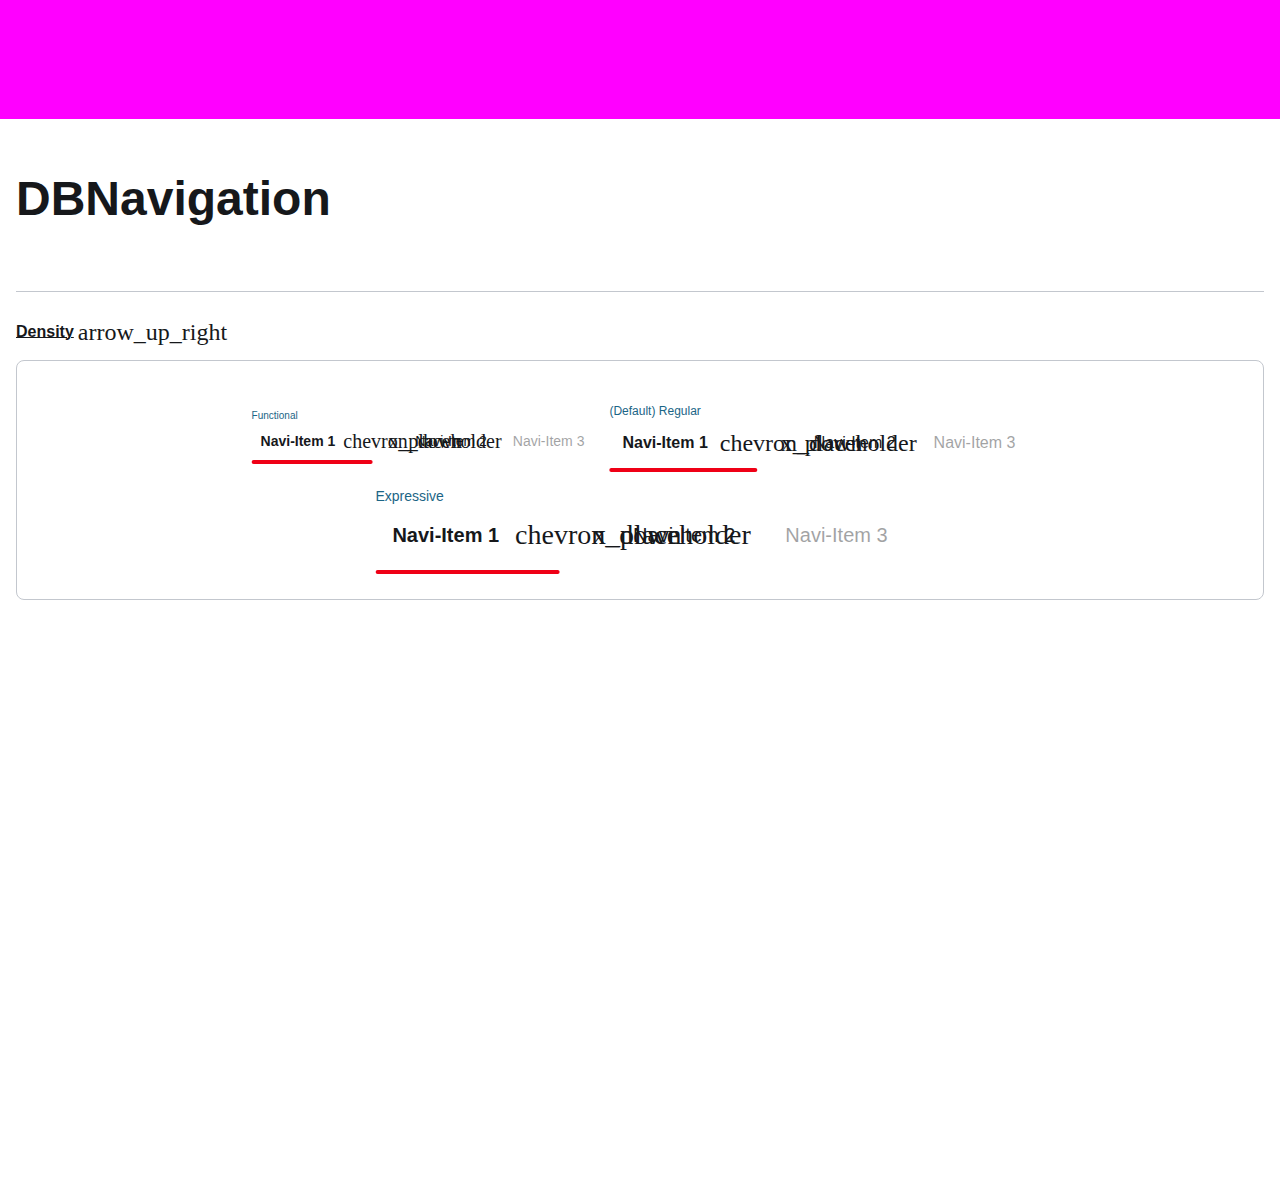 DBNavigation
Density arrow_up_right
Functional
Navi-Item 1 chevron_down x_placeholder Navi-Item 2 Navi-Item 3
(Default) Regular
Navi-Item 1 chevron_down x_placeholder Navi-Item 2 Navi-Item 3
Expressive
Navi-Item 1 chevron_down x_placeholder Navi-Item 2 Navi-Item 3